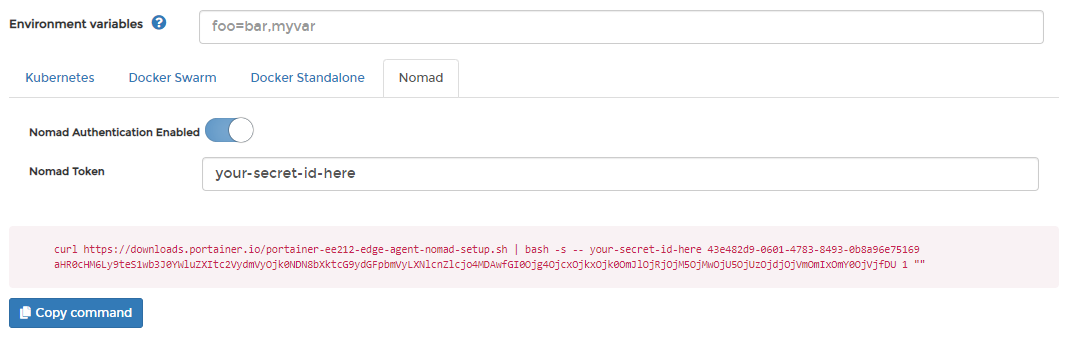 Environment variables ? foo=bar,myvar
Kubernetes Docker Swarm Docker Standalone Nomad
Nomad Authentication Enabled
Nomad Token your-secret-id-here
curl https://downloads.portainer.io/portainer-ee212-edge-agent-nomad-setup.sh | bash -s -- your-secret-id-here 43e482d9-0601-4783-8493-0b8a96e75169
aHR0cHM6Ly9teS1wb3J0YWluZXItc2VydmVyOjk0NDN8bXktcG9ydGFpbmVyLXNlcnZlcjo4MDAwfGI0Ojg4OjcxOjkxOjk0OmJlOjRjOjM5OjMwOjU5OjUzOjdjOjVmOmIxOmY0OjVjfDU 1 ""
Copy command